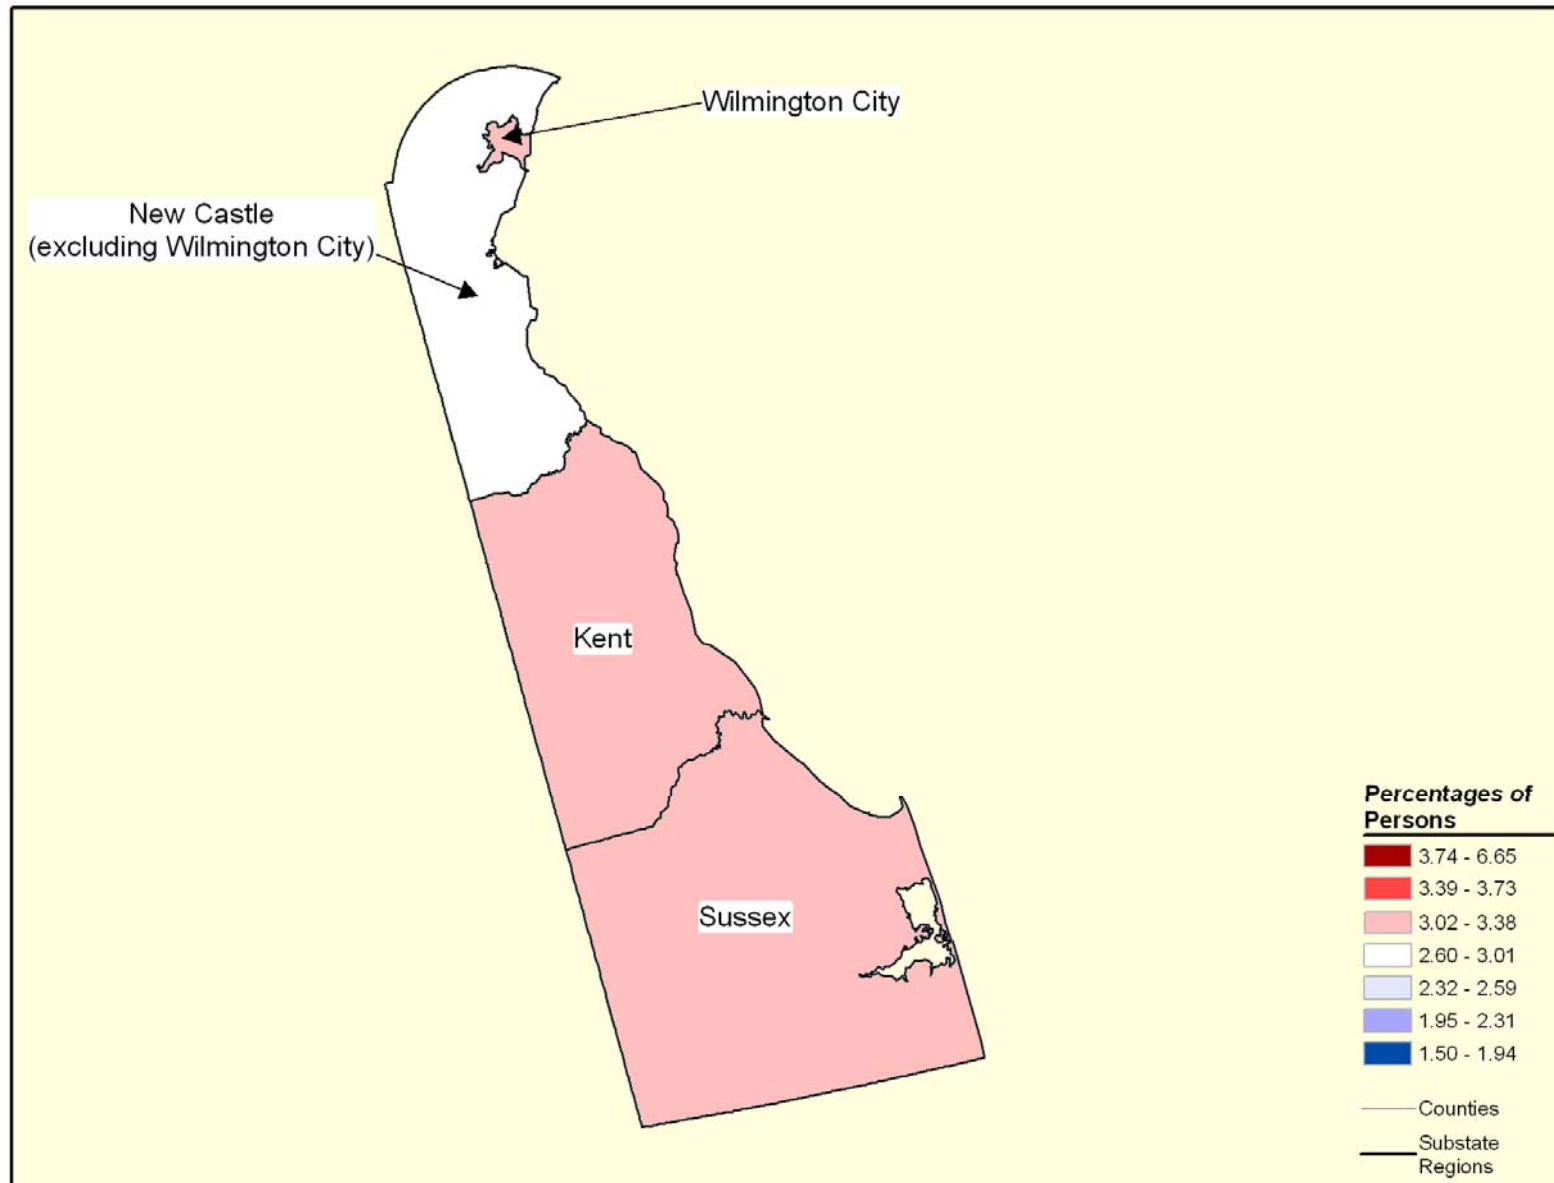 Wilmington City
New Castle
(excluding Wilmington City)
Kent
Sussex
Percentages of
Persons
3.74 - 6.65
3.39 - 3.73
3.02 - 3.38
2.60 - 3.01
2.32 - 2.59
1.95 - 2.31
1.50 - 1.94
Counties
Substate
Regions